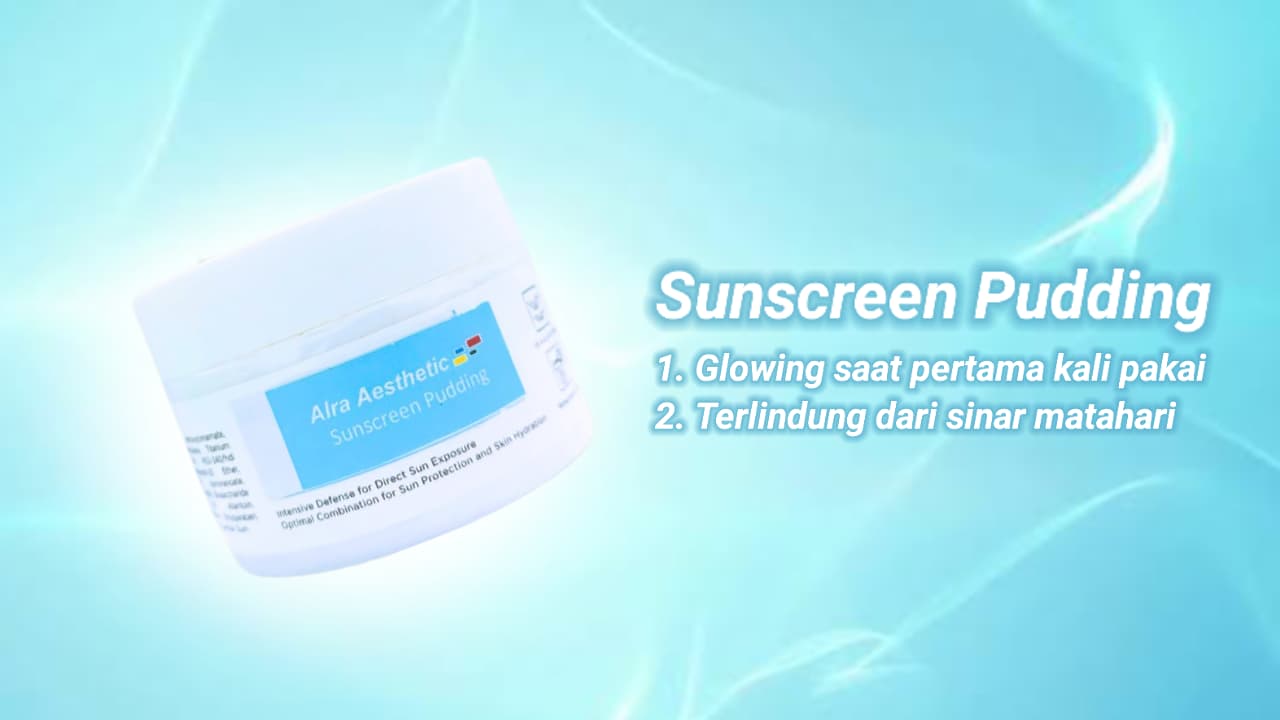 Sunscreen Pudding
1. Glowing saat pertama kali pakai
2. Terlindung dari sinar matahari
Alra Aesthetic
Sunscreen Pudding
Intensive Defense for Direct Sun Exposure
Optimal Combination for Sun Protection and Skin Hydration